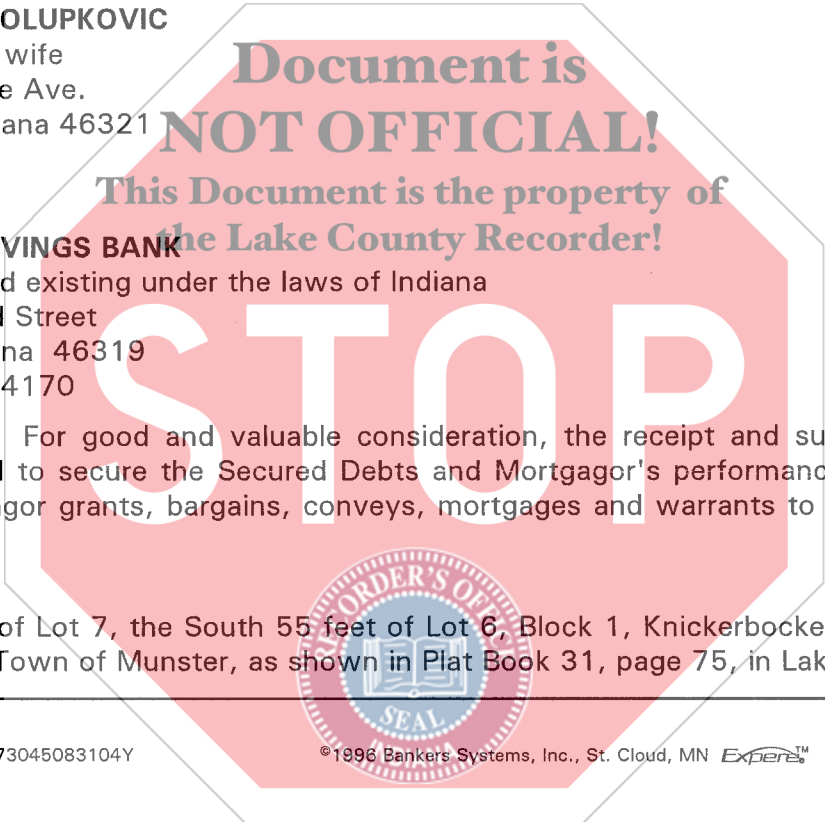 OLUPKOVIC
wife
e Ave.
ana 46321
Document is
NOT OFFICIAL!
This Document is the property of
the Lake County Recorder!
VINGS BANK
d existing under the laws of Indiana
Street
na 46319
4170
STOP
For good and valuable consideration, the receipt and su
to secure the Secured Debts and Mortgagor's performanc
gor grants, bargains, conveys, mortgages and warrants to
RECORDER'S OFFICE
of Lot 7, the South 55 feet of Lot 6, Block 1, Knickerbocke
Town of Munster, as shown in Plat Book 31, page 75, in Lak
SEAL
INDIANA
73045083104Y
©1996 Bankers Systems, Inc., St. Cloud, MN Expere™